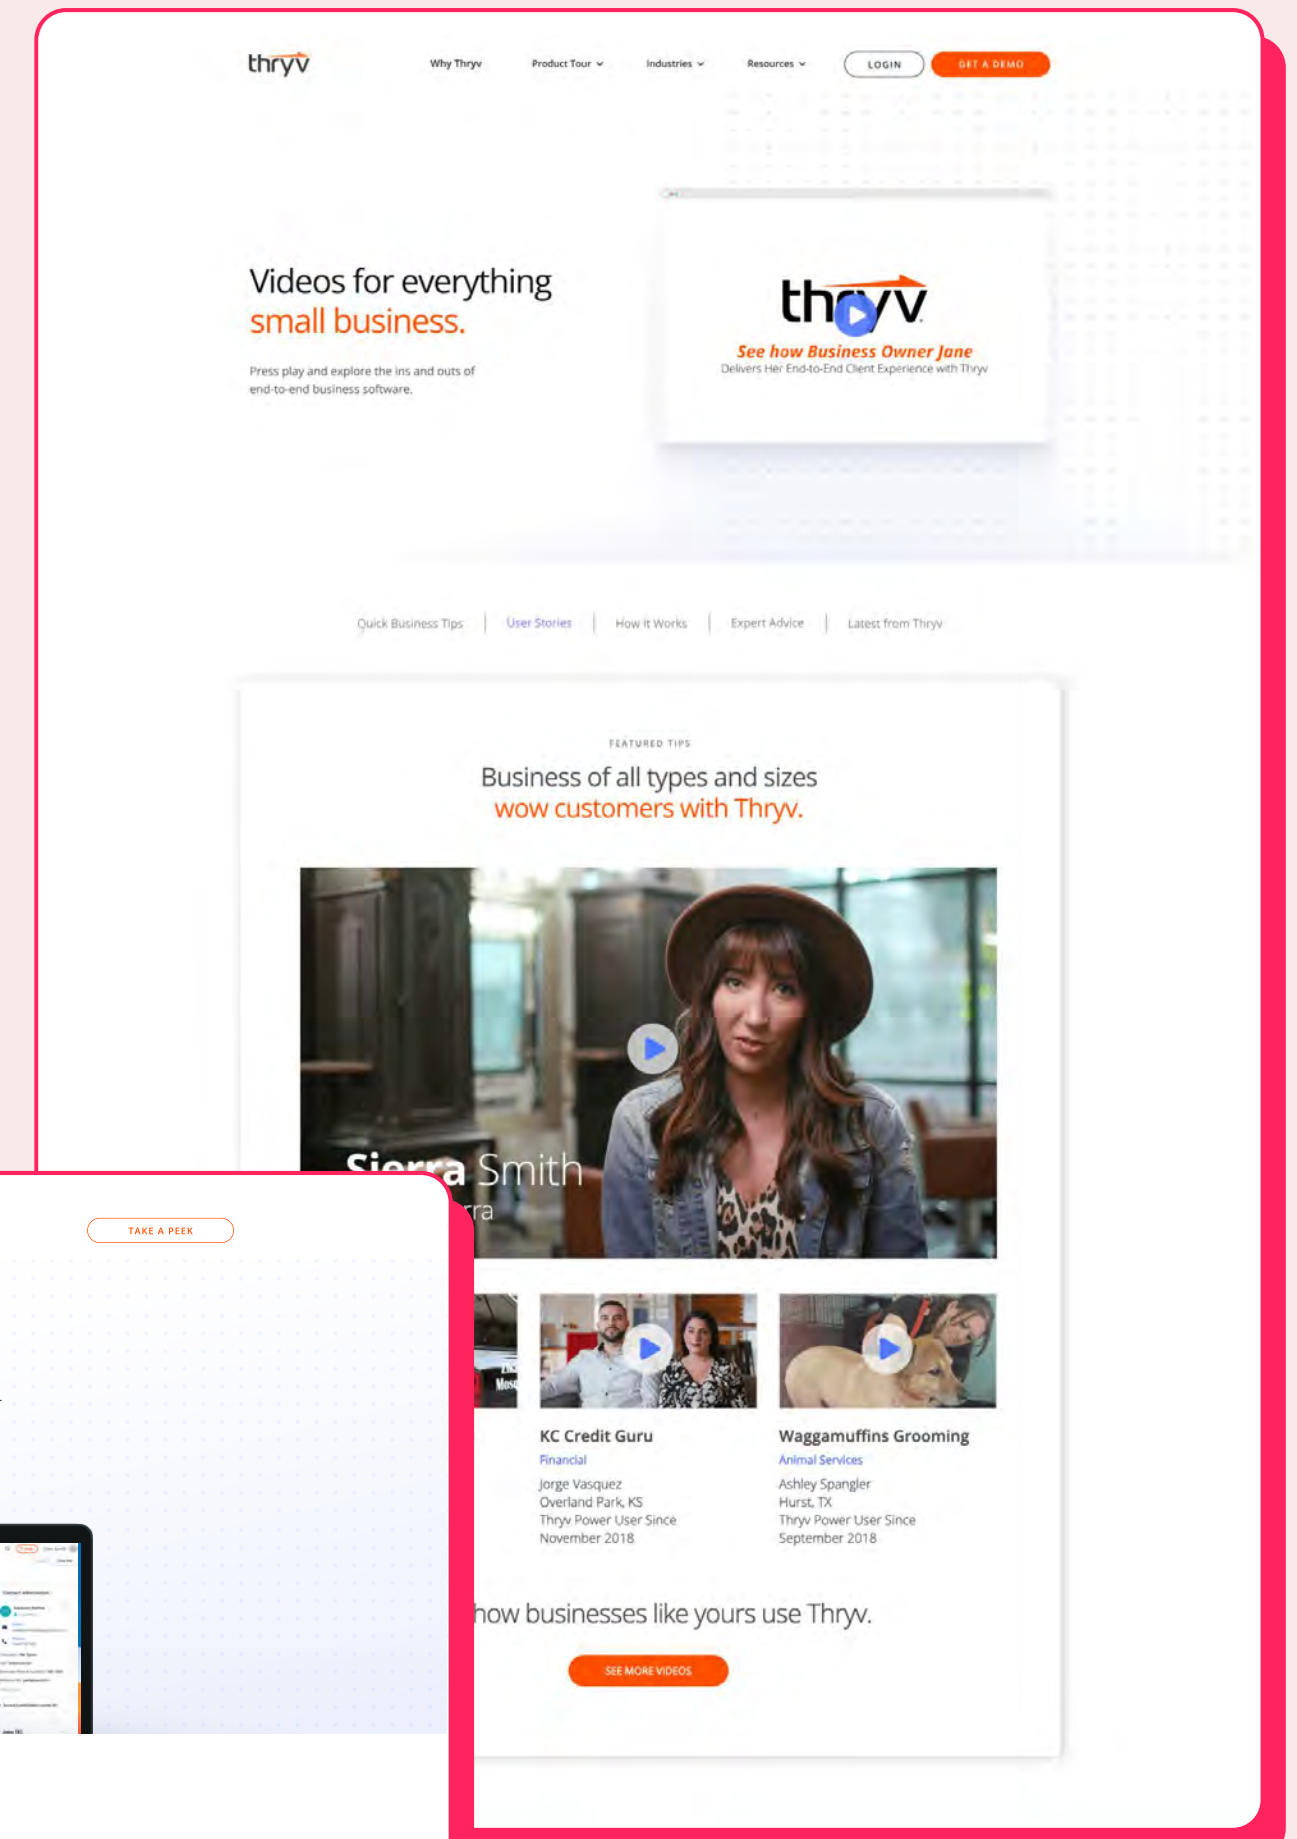 thryv
Why Thryv
Product Tour
Industries
Resources
LOGIN
GET A DEMO
Videos for everything
small business.
Press play and explore the ins and outs of
end-to-end business software.
thryv
See how Business Owner Jane
Delivers Her End-to-End Client Experience with Thryv
Quick Business Tips
User Stories
How it Works
Expert Advice
Latest from Thryv
FEATURED TIPS
Business of all types and sizes
wow customers with Thryv.
Sierra Smith
rra
TAKE A PEEK
KC Credit Guru
Financial
Jorge Vasquez
Overland Park, KS
Thryv Power User Since
November 2018
Waggamuffins Grooming
Animal Services
Ashley Spangler
Hurst, TX
Thryv Power User Since
September 2018
how businesses like yours use Thryv.
SEE MORE VIDEOS